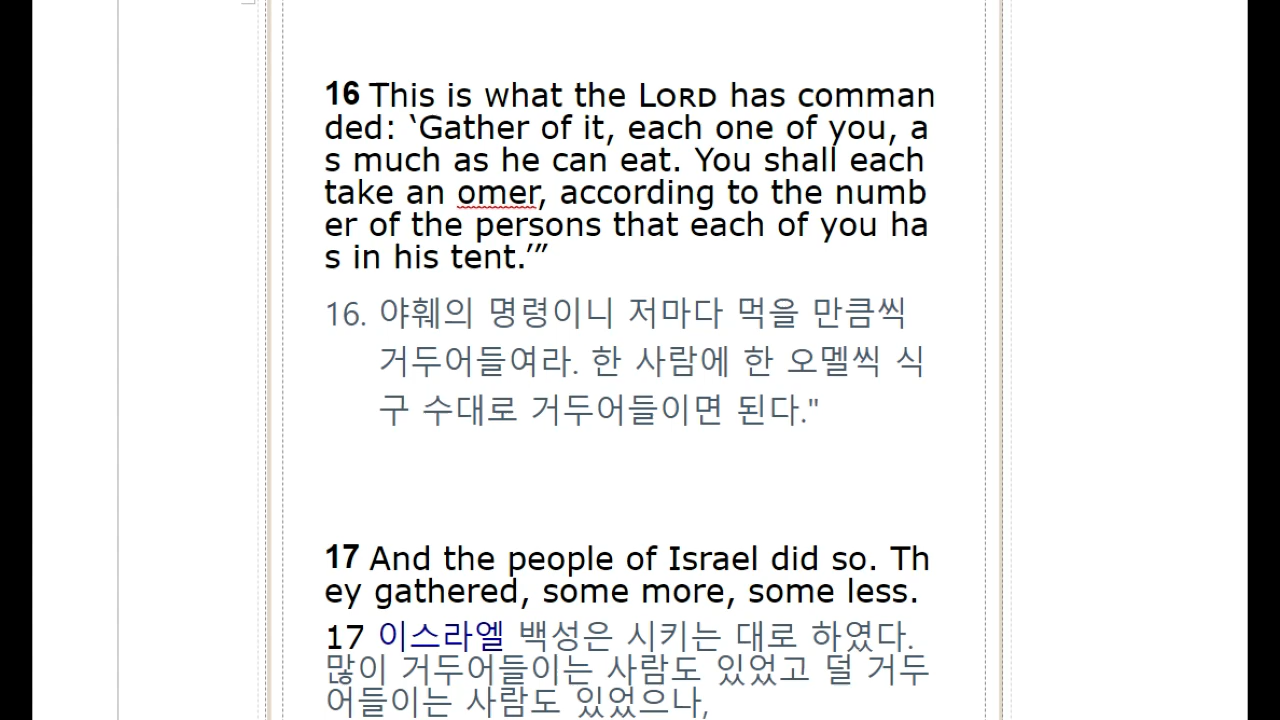 16 This is what the LORD has comman
ded: ‘Gather of it, each one of you, a
s much as he can eat. You shall each
take an omer, according to the numb
er of the persons that each of you ha
s in his tent.’”
16. 야훼의 명령이니 저마다 먹을 만큼씩
거두어들여라. 한 사람에 한 오멜씩 식
구 수대로 거두어들이면 된다."
17 And the people of Israel did so. Th
ey gathered, some more, some less.
17 이스라엘 백성은 시키는 대로 하였다.
많이 거두어들이는 사람도 있었고 덜 거두
어들이는 사람도 있었으나,